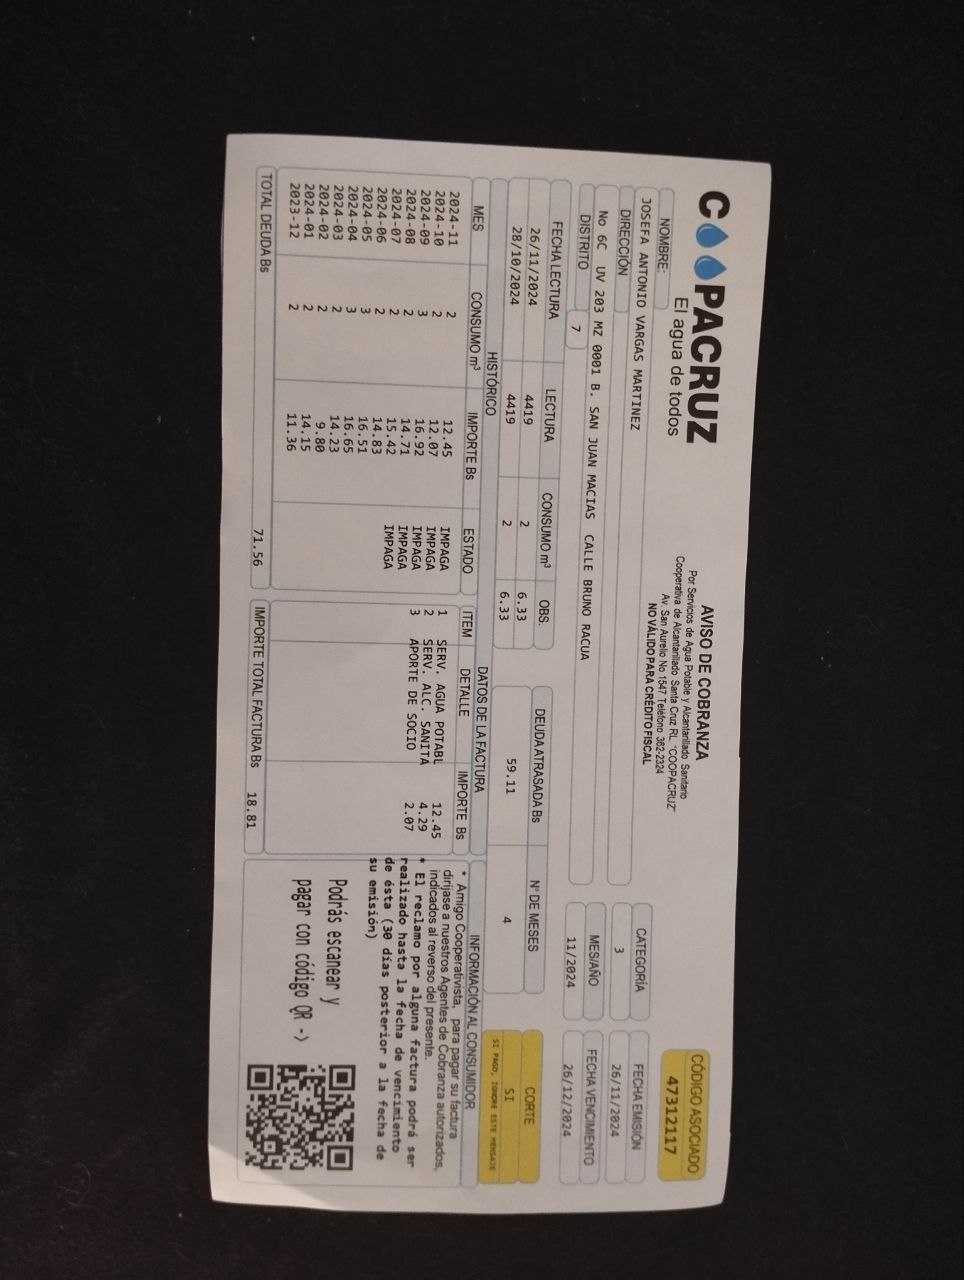 COOPACRUZ
El agua de todos
AVISO DE COBRANZA
Por Servicios de Agua Potable y Alcantarillado Sanitario
Cooperativa de Alcantarillado Santa Cruz RL. "COOPACRUZ"
Av. San Aurelio No 1547 Teléfono 362-2324
NO VÁLIDO PARA CRÉDITO FISCAL
CÓDIGO ASOCIADO
47312117
NOMBRE:
JOSEFA ANTONIO VARGAS MARTINEZ
CATEGORÍA
3
FECHA EMISIÓN
26/11/2024
DIRECCIÓN
No 6C UV 203 MZ 0001 B. SAN JUAN MACIAS CALLE BRUNO RACUA
MES/AÑO
11/2024
FECHA VENCIMIENTO
26/12/2024
DISTRITO
7
FECHA LECTURA LECTURA CONSUMO m³ OBS.
26/11/2024 4419 2 6.33
28/10/2024 4419 2 6.33
DEUDA ATRASADA Bs N° DE MESES
59.11 4
CORTE
SI
SI PAGO, IGNORE ESTE MENSAJE
HISTÓRICO
MES CONSUMO m³ IMPORTE Bs ESTADO
2024-11 2 12.45 IMPAGA
2024-10 2 12.07 IMPAGA
2024-09 3 16.92 IMPAGA
2024-08 2 14.71 IMPAGA
2024-07 2 15.42 IMPAGA
2024-06 2 14.83
2024-05 3 16.51
2024-04 3 16.65
2024-03 2 14.23
2024-02 2 9.80
2024-01 2 14.15
2023-12 2 11.36
TOTAL DEUDA Bs 71.56
DATOS DE LA FACTURA
ITEM DETALLE IMPORTE Bs
1 SERV. AGUA POTABL 12.45
2 SERV. ALC. SANITA 4.29
3 APORTE DE SOCIO 2.07
IMPORTE TOTAL FACTURA Bs 18.81
INFORMACIÓN AL CONSUMIDOR
* Amigo Cooperativista, para pagar su factura
dirijase a nuestros Agentes de Cobranza autorizados,
indicados al reverso del presente.
* El reclamo por alguna factura podrá ser
realizado hasta la fecha de vencimiento
de ésta (30 días posterior a la fecha de
su emisión)
Podrás escanear y
pagar con código QR ->